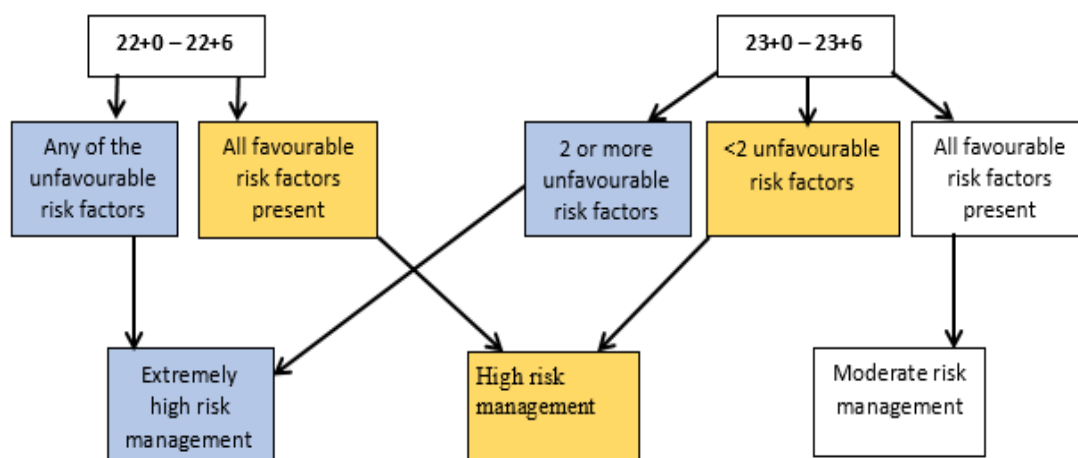 22+0 – 22+6
23+0 – 23+6
Any of the
unfavourable
risk factors
All favourable
risk factors
present
2 or more
unfavourable
risk factors
<2 unfavourable
risk factors
All favourable
risk factors
present
Extremely
high risk
management
High risk
management
Moderate risk
management